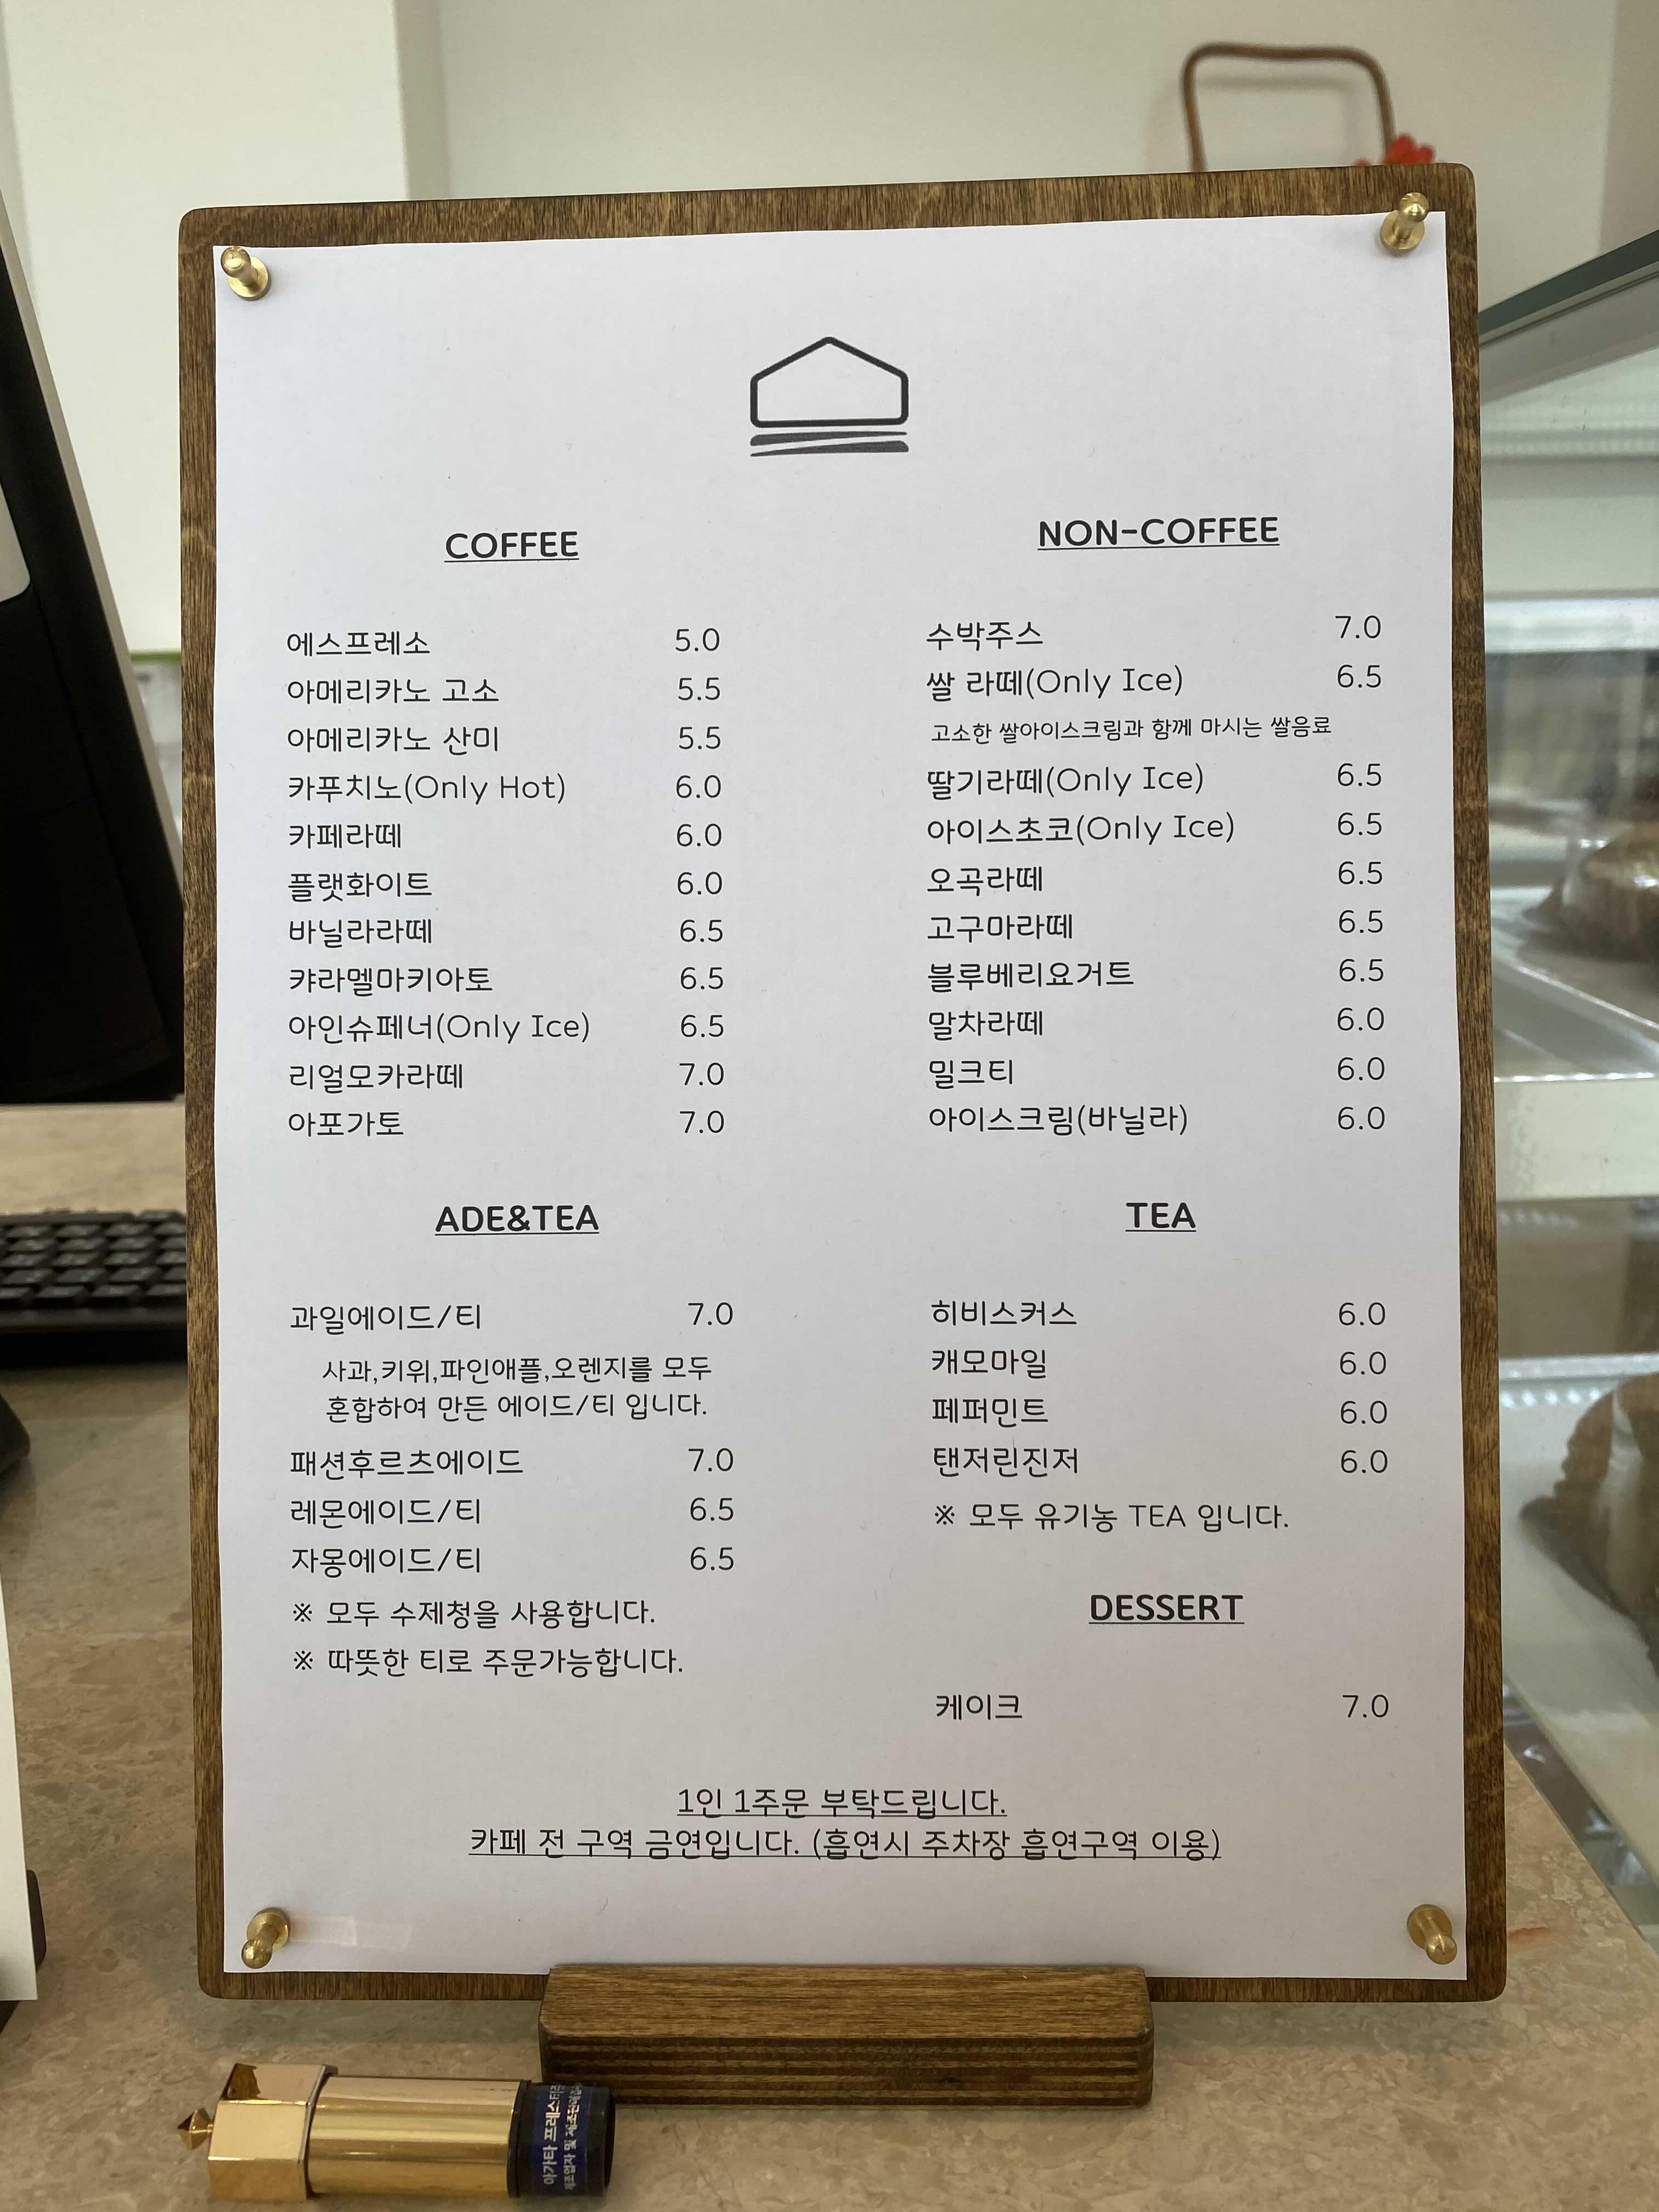 COFFEE
에스프레소 5.0
아메리카노 고소 5.5
아메리카노 산미 5.5
카푸치노(Only Hot) 6.0
카페라떼 6.0
플랫화이트 6.0
바닐라라떼 6.5
캬라멜마키아토 6.5
아인슈페너(Only Ice) 6.5
리얼모카라떼 7.0
아포가토 7.0
NON-COFFEE
수박주스 7.0
쌀 라떼(Only Ice) 6.5
고소한 쌀아이스크림과 함께 마시는 쌀음료
딸기라떼(Only Ice) 6.5
아이스초코(Only Ice) 6.5
오곡라떼 6.5
고구마라떼 6.5
블루베리요거트 6.5
말차라떼 6.0
밀크티 6.0
아이스크림(바닐라) 6.0
ADE&TEA
과일에이드/티 7.0
사과,키위,파인애플,오렌지를 모두
혼합하여 만든 에이드/티 입니다.
패션후르츠에이드 7.0
레몬에이드/티 6.5
자몽에이드/티 6.5
※ 모두 수제청을 사용합니다.
※ 따뜻한 티로 주문가능합니다.
TEA
히비스커스 6.0
캐모마일 6.0
페퍼민트 6.0
탠저린진저 6.0
※ 모두 유기농 TEA 입니다.
DESSERT
케이크 7.0
1인 1주문 부탁드립니다.
카페 전 구역 금연입니다. (흡연시 주차장 흡연구역 이용)
아가타 프레스티지